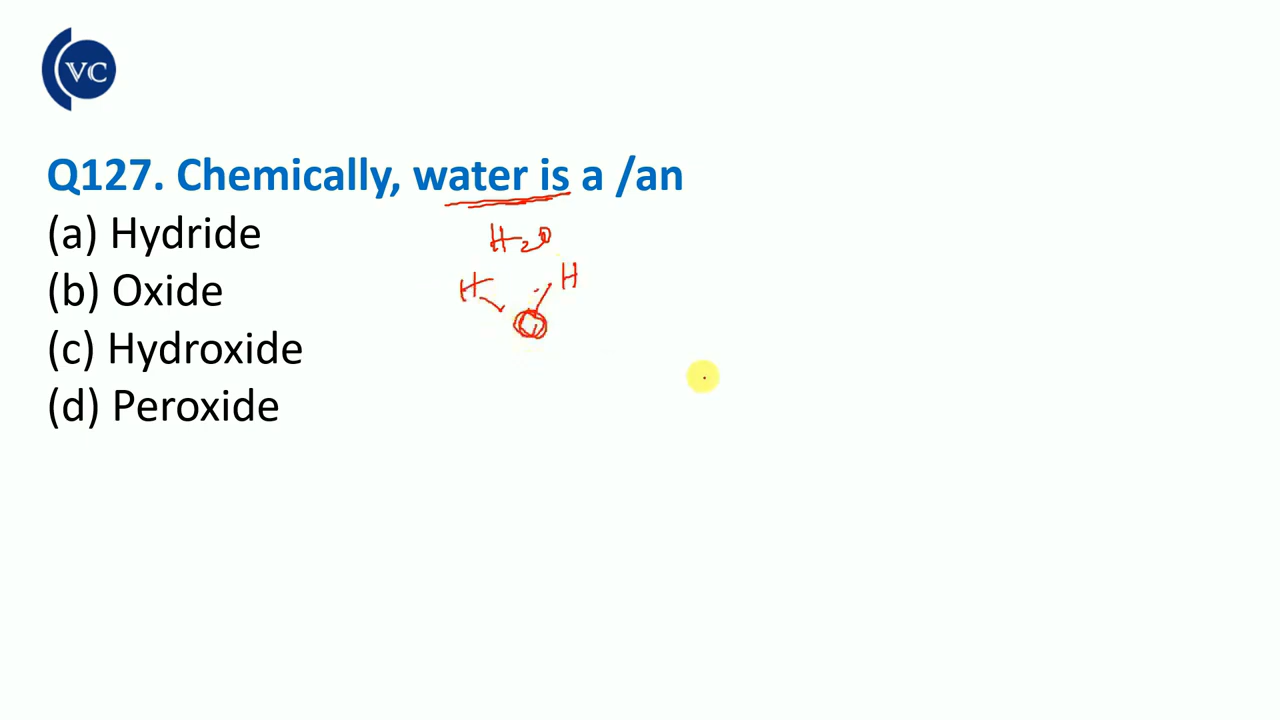 VC
Q127. Chemically, water is a /an
(a) Hydride
H2O
(b) Oxide
H H
O
(c) Hydroxide
(d) Peroxide